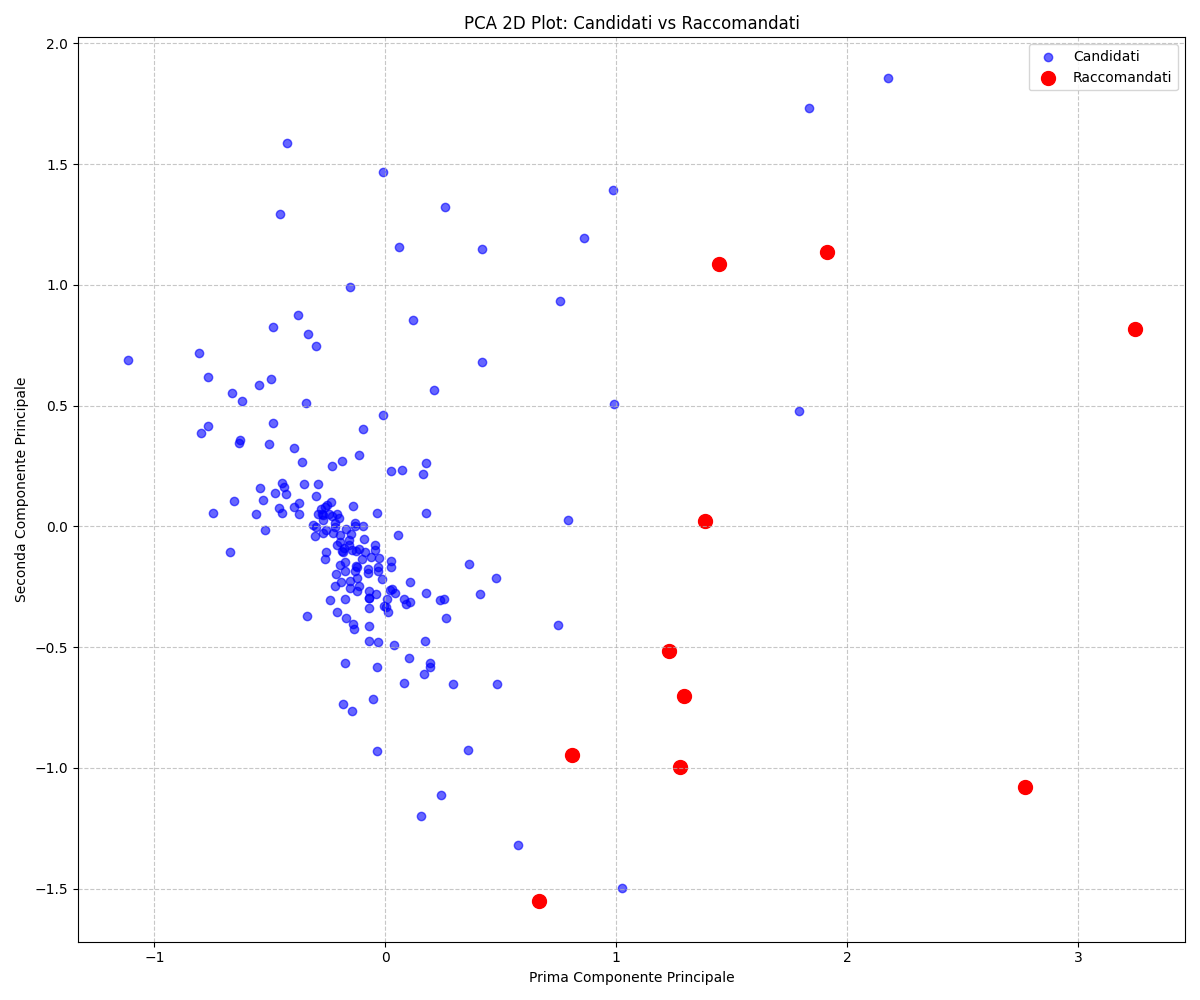 PCA 2D Plot: Candidati vs Raccomandati
Candidati
Raccomandati
2.0
1.5
1.0
0.5
0.0
−0.5
−1.0
−1.5
Seconda Componente Principale
−1
0
1
2
3
Prima Componente Principale